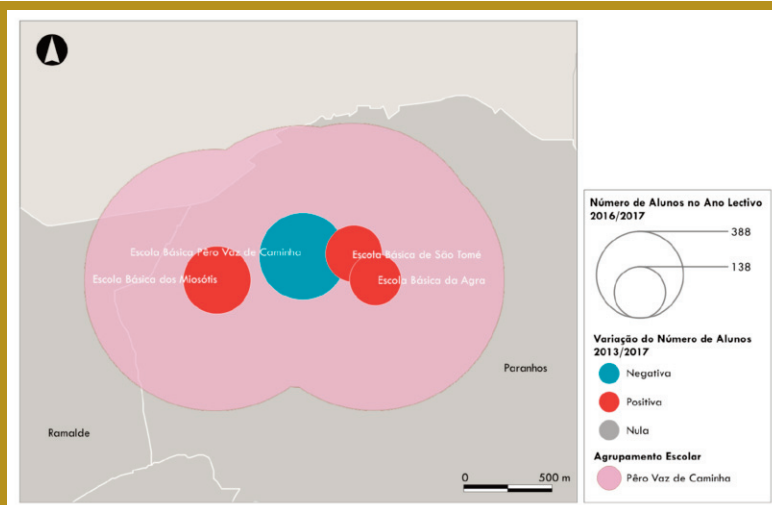 Escola Básica Pêro Vaz de Caminha
Escola Básica de São Tomé
Escola Básica dos Miosótis
Escola Básica da Agra
Paranhos
Ramalde
0 500 m
Número de Alunos no Ano Lectivo
2016/2017
388
138
Variação do Número de Alunos
2013/2017
Negativa
Positiva
Nula
Agrupamento Escolar
Pêro Vaz de Caminha